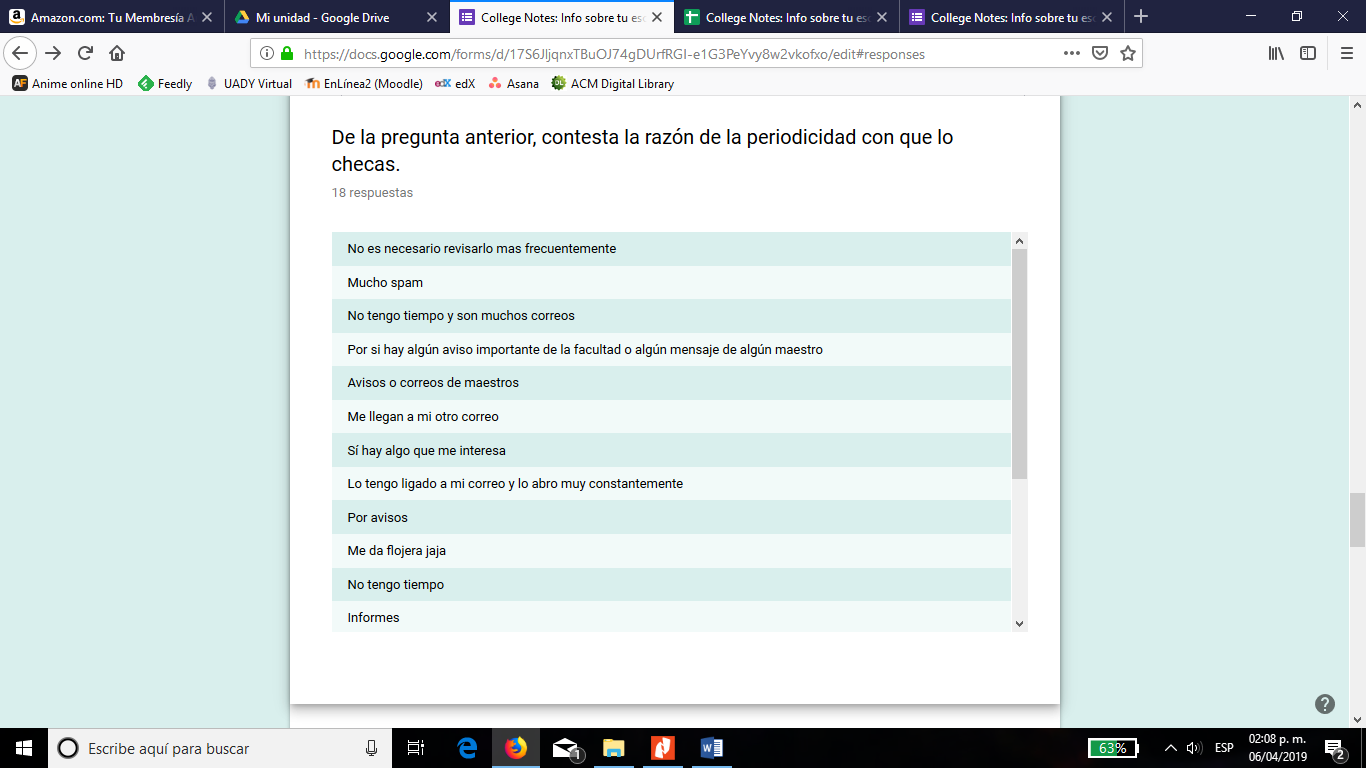 Amazon.com: Tu Membresía A
Mi unidad - Google Drive
College Notes: Info sobre tu esc
College Notes: Info sobre tu esc
College Notes: Info sobre tu esc
https://docs.google.com/forms/d/17S6JljqnxTBuOJ74gDUrfRGI-e1G3PeYvy8w2vkofxo/edit#responses
Anime online HD
Feedly
UADY Virtual
EnLínea2 (Moodle)
edX
Asana
ACM Digital Library
De la pregunta anterior, contesta la razón de la periodicidad con que lo
checas.
18 respuestas
No es necesario revisarlo mas frecuentemente
Mucho spam
No tengo tiempo y son muchos correos
Por si hay algún aviso importante de la facultad o algún mensaje de algún maestro
Avisos o correos de maestros
Me llegan a mi otro correo
Sí hay algo que me interesa
Lo tengo ligado a mi correo y lo abro muy constantemente
Por avisos
Me da flojera jaja
No tengo tiempo
Informes
Escribe aquí para buscar
1
63%
ESP
02:08 p. m.
06/04/2019
2